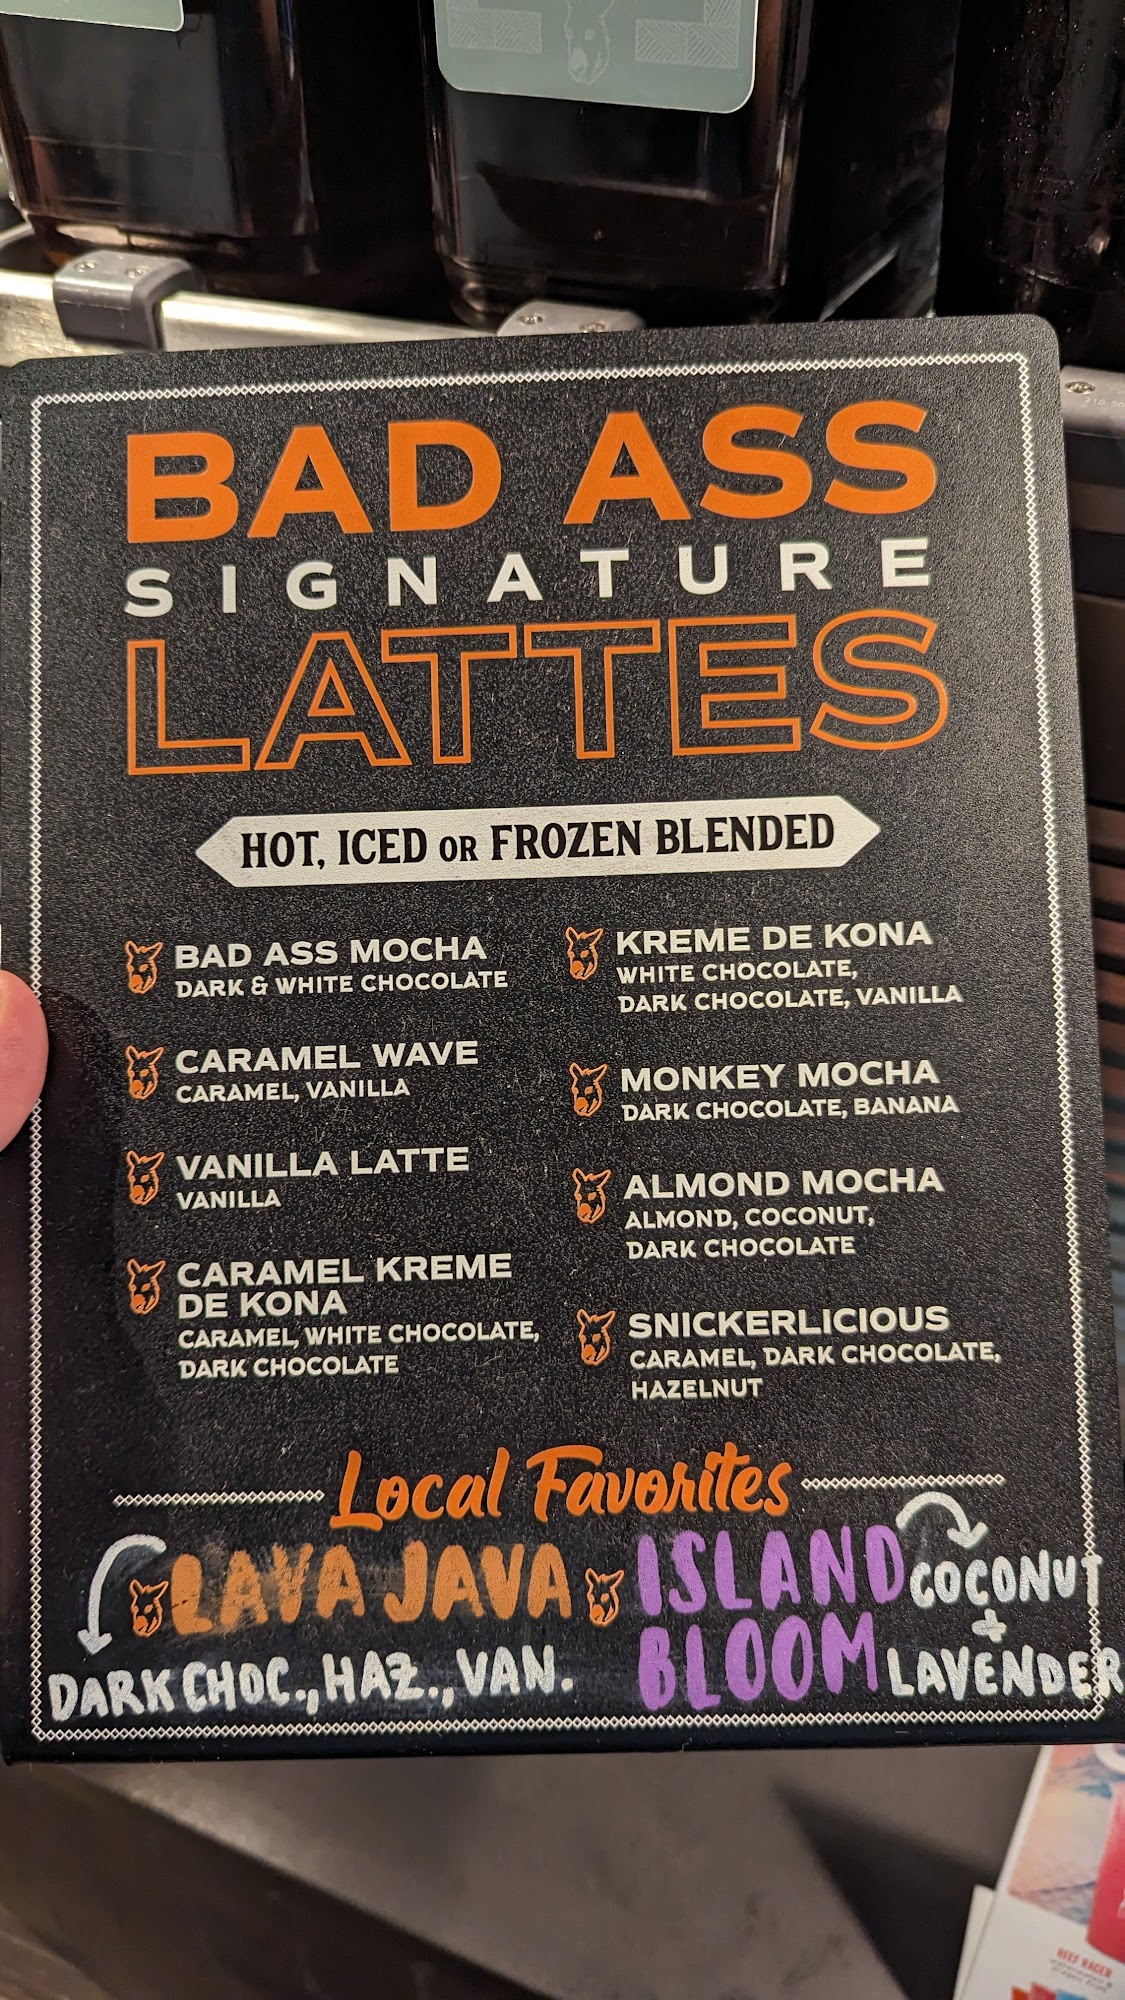 BAD ASS
SIGNATURE
LATTES
HOT, ICED OR FROZEN BLENDED
BAD ASS MOCHA
DARK & WHITE CHOCOLATE
CARAMEL WAVE
CARAMEL, VANILLA
VANILLA LATTE
VANILLA
CARAMEL KREME
DE KONA
CARAMEL, WHITE CHOCOLATE,
DARK CHOCOLATE
KREME DE KONA
WHITE CHOCOLATE,
DARK CHOCOLATE, VANILLA
MONKEY MOCHA
DARK CHOCOLATE, BANANA
ALMOND MOCHA
ALMOND, COCONUT,
DARK CHOCOLATE
SNICKERLICIOUS
CARAMEL, DARK CHOCOLATE,
HAZELNUT
Local Favorites
LAVA JAVA
DARK CHOC., HAZ., VAN.
ISLAND
BLOOM
COCONUT
+
LAVENDER
REEF RAGER